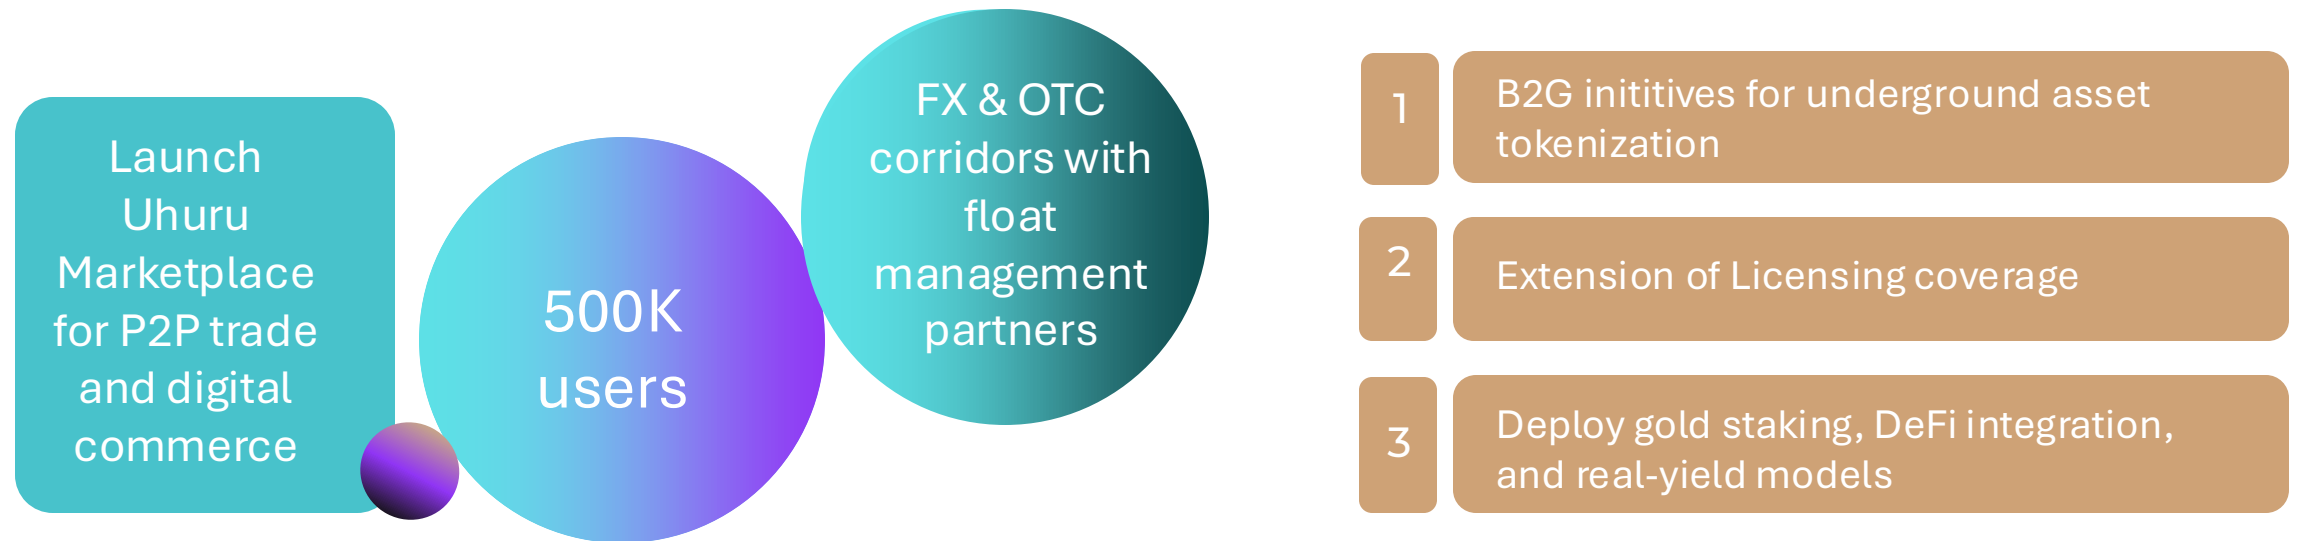 Launch
Uhuru
Marketplace
for P2P trade
and digital
commerce
500K
users
FX & OTC
corridors with
float
management
partners
1
B2G inititives for underground asset
tokenization
2
Extension of Licensing coverage
3
Deploy gold staking, DeFi integration,
and real-yield models